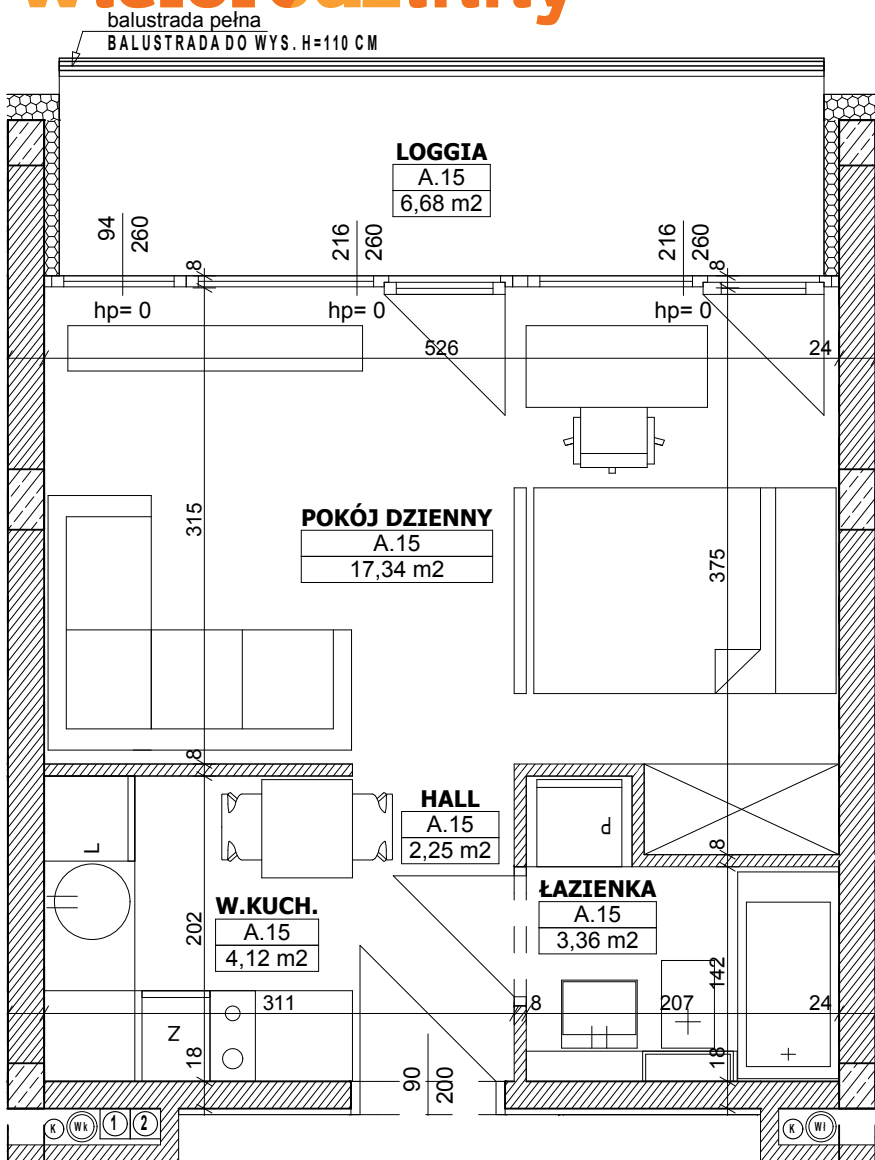 wielorodzinny
balustrada pełna
BALUSTRADA DO WYS. H=110 CM
LOGGIA
A.15
6,68 m2
94
260
216
260
216
260
8
8
hp= 0
hp= 0
hp= 0
526
24
315
POKÓJ DZIENNY
A.15
17,34 m2
375
8
HALL
A.15
2,25 m2
P
8
L
W.KUCH.
A.15
4,12 m2
202
ŁAZIENKA
A.15
3,36 m2
142
311
8
207
24
Z
18
90
200
18
K
Wk
1
2
K
Wł